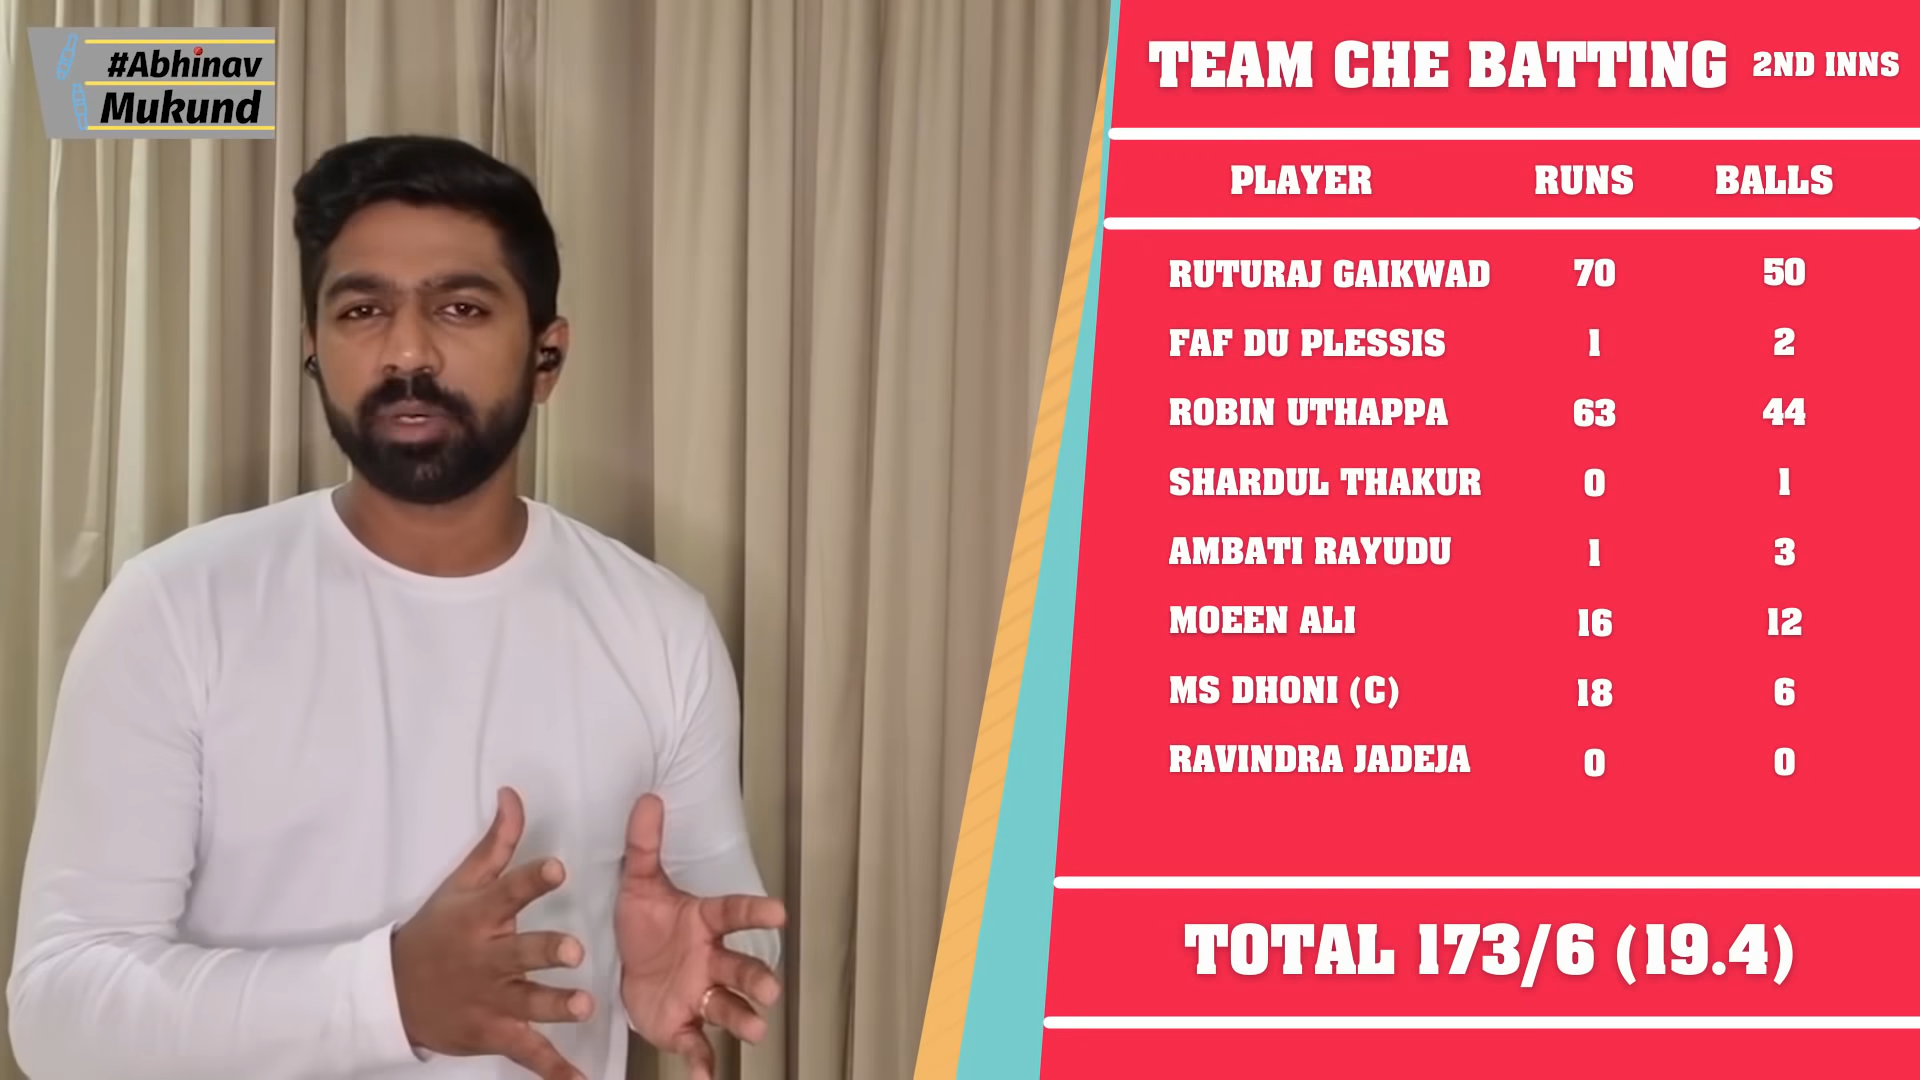 #Abhinav
Mukund
TEAM CHE BATTING 2ND INNS
PLAYER RUNS BALLS
RUTURAJ GAIKWAD 70 50
FAF DU PLESSIS 1 2
ROBIN UTHAPPA 63 44
SHARDUL THAKUR 0 1
AMBATI RAYUDU 1 3
MOEEN ALI 16 12
MS DHONI (C) 18 6
RAVINDRA JADEJA 0 0
TOTAL 173/6 (19.4)